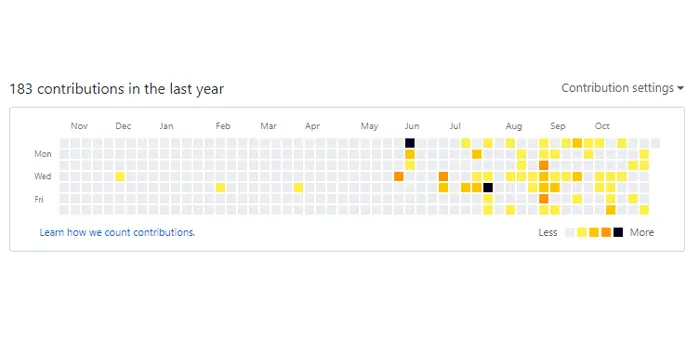 183 contributions in the last year
Contribution settings
Nov Dec Jan Feb Mar Apr May Jun Jul Aug Sep Oct
Mon
Wed
Fri
Learn how we count contributions.
Less More